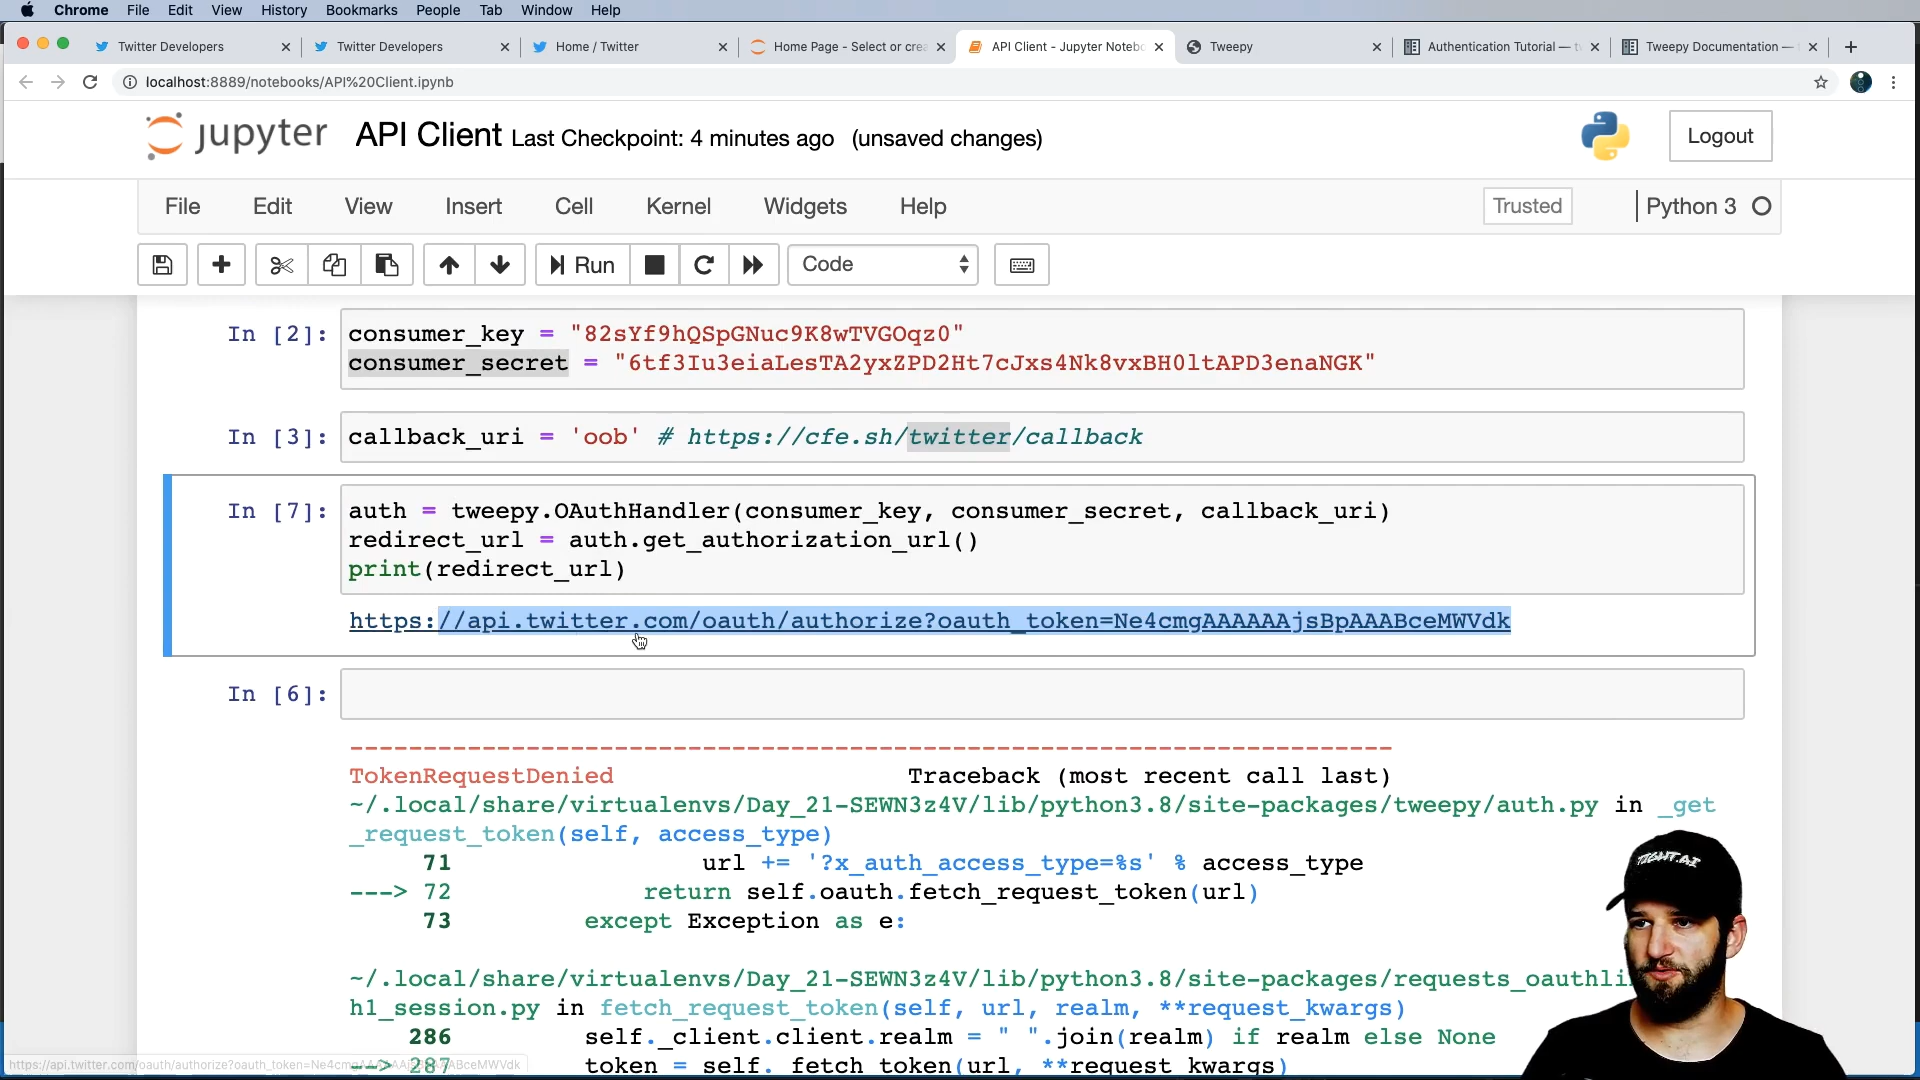 Chrome File Edit View History Bookmarks People Tab Window Help
Twitter Developers Twitter Developers Home / Twitter Home Page - Select or crea API Client - Jupyter Notebo Tweepy Authentication Tutorial — tw Tweepy Documentation —
localhost:8889/notebooks/API%20Client.ipynb
jupyter API Client Last Checkpoint: 4 minutes ago (unsaved changes) Logout
File Edit View Insert Cell Kernel Widgets Help Trusted Python 3
Run Code
In [2]: consumer_key = "82sYf9hQSpGNuc9K8wTVGOqz0"
consumer_secret = "6tf3Iu3eiaLesTA2yxZPD2Ht7cJxs4Nk8vxBH0ltAPD3enaNGK"
In [3]: callback_uri = 'oob' # https://cfe.sh/twitter/callback
In [7]: auth = tweepy.OAuthHandler(consumer_key, consumer_secret, callback_uri)
redirect_url = auth.get_authorization_url()
print(redirect_url)
https://api.twitter.com/oauth/authorize?oauth_token=Ne4cmgAAAAAAjsBpAAABceMWVdk
In [6]:
TokenRequestDenied Traceback (most recent call last)
~/.local/share/virtualenvs/Day_21-SEWN3z4V/lib/python3.8/site-packages/tweepy/auth.py in _get
_request_token(self, access_type)
71 url += '?x_auth_access_type=%s' % access_type
---> 72 return self.oauth.fetch_request_token(url)
73 except Exception as e:
TIGHT.AI
~/.local/share/virtualenvs/Day_21-SEWN3z4V/lib/python3.8/site-packages/requests_oauthli
h1_session.py in fetch_request_token(self, url, realm, **request_kwargs)
286 self._client.client.realm = " ".join(realm) if realm else None
--> 287 token = self._fetch_token(url, **request_kwargs)